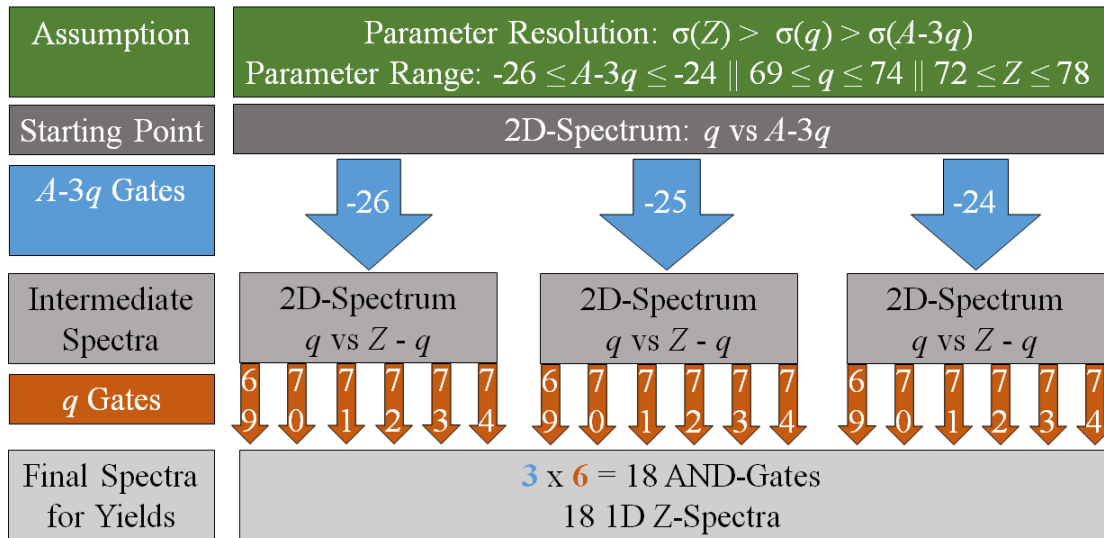 Assumption
Parameter Resolution: σ(Z) > σ(q) > σ(A-3q)
Parameter Range: -26 ≤ A-3q ≤ -24 || 69 ≤ q ≤ 74 || 72 ≤ Z ≤ 78
Starting Point
2D-Spectrum: q vs A-3q
A-3q Gates
-26
-25
-24
Intermediate
Spectra
2D-Spectrum
q vs Z - q
2D-Spectrum
q vs Z - q
2D-Spectrum
q vs Z - q
q Gates
69
70
71
72
73
74
69
70
71
72
73
74
69
70
71
72
73
74
Final Spectra
for Yields
3 x 6 = 18 AND-Gates
18 1D Z-Spectra